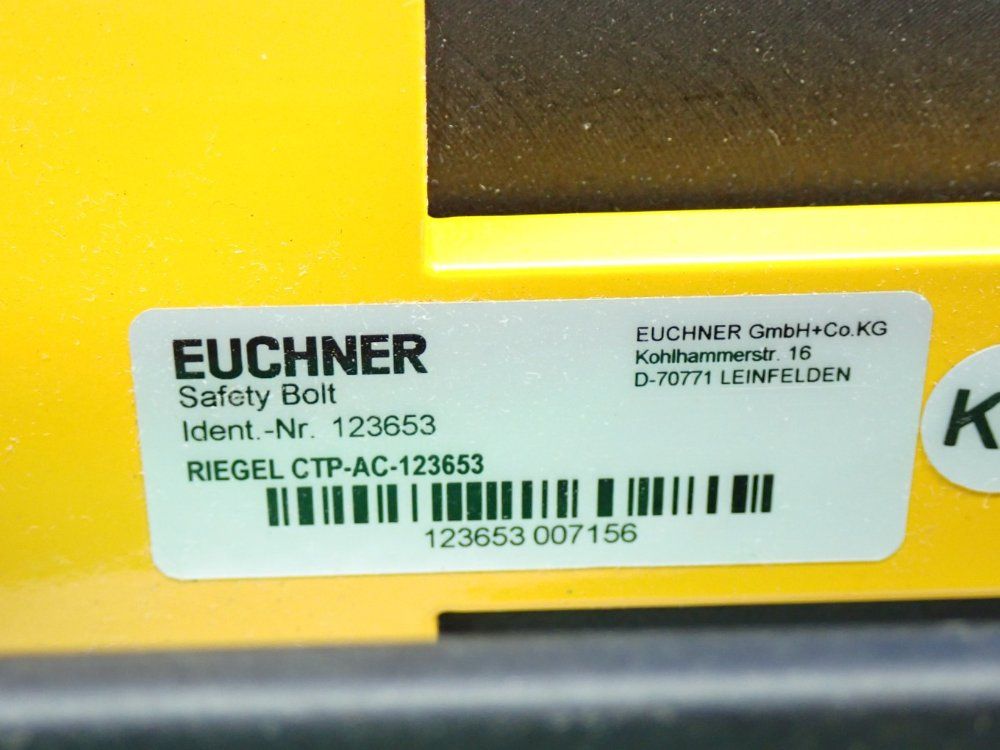 EUCHNER
Safety Bolt
Ident.-Nr. 123653
RIEGEL CTP-AC-123653
123653 007156
EUCHNER GmbH+Co.KG
Kohlhammerstr. 16
D-70771 LEINFELDEN
K